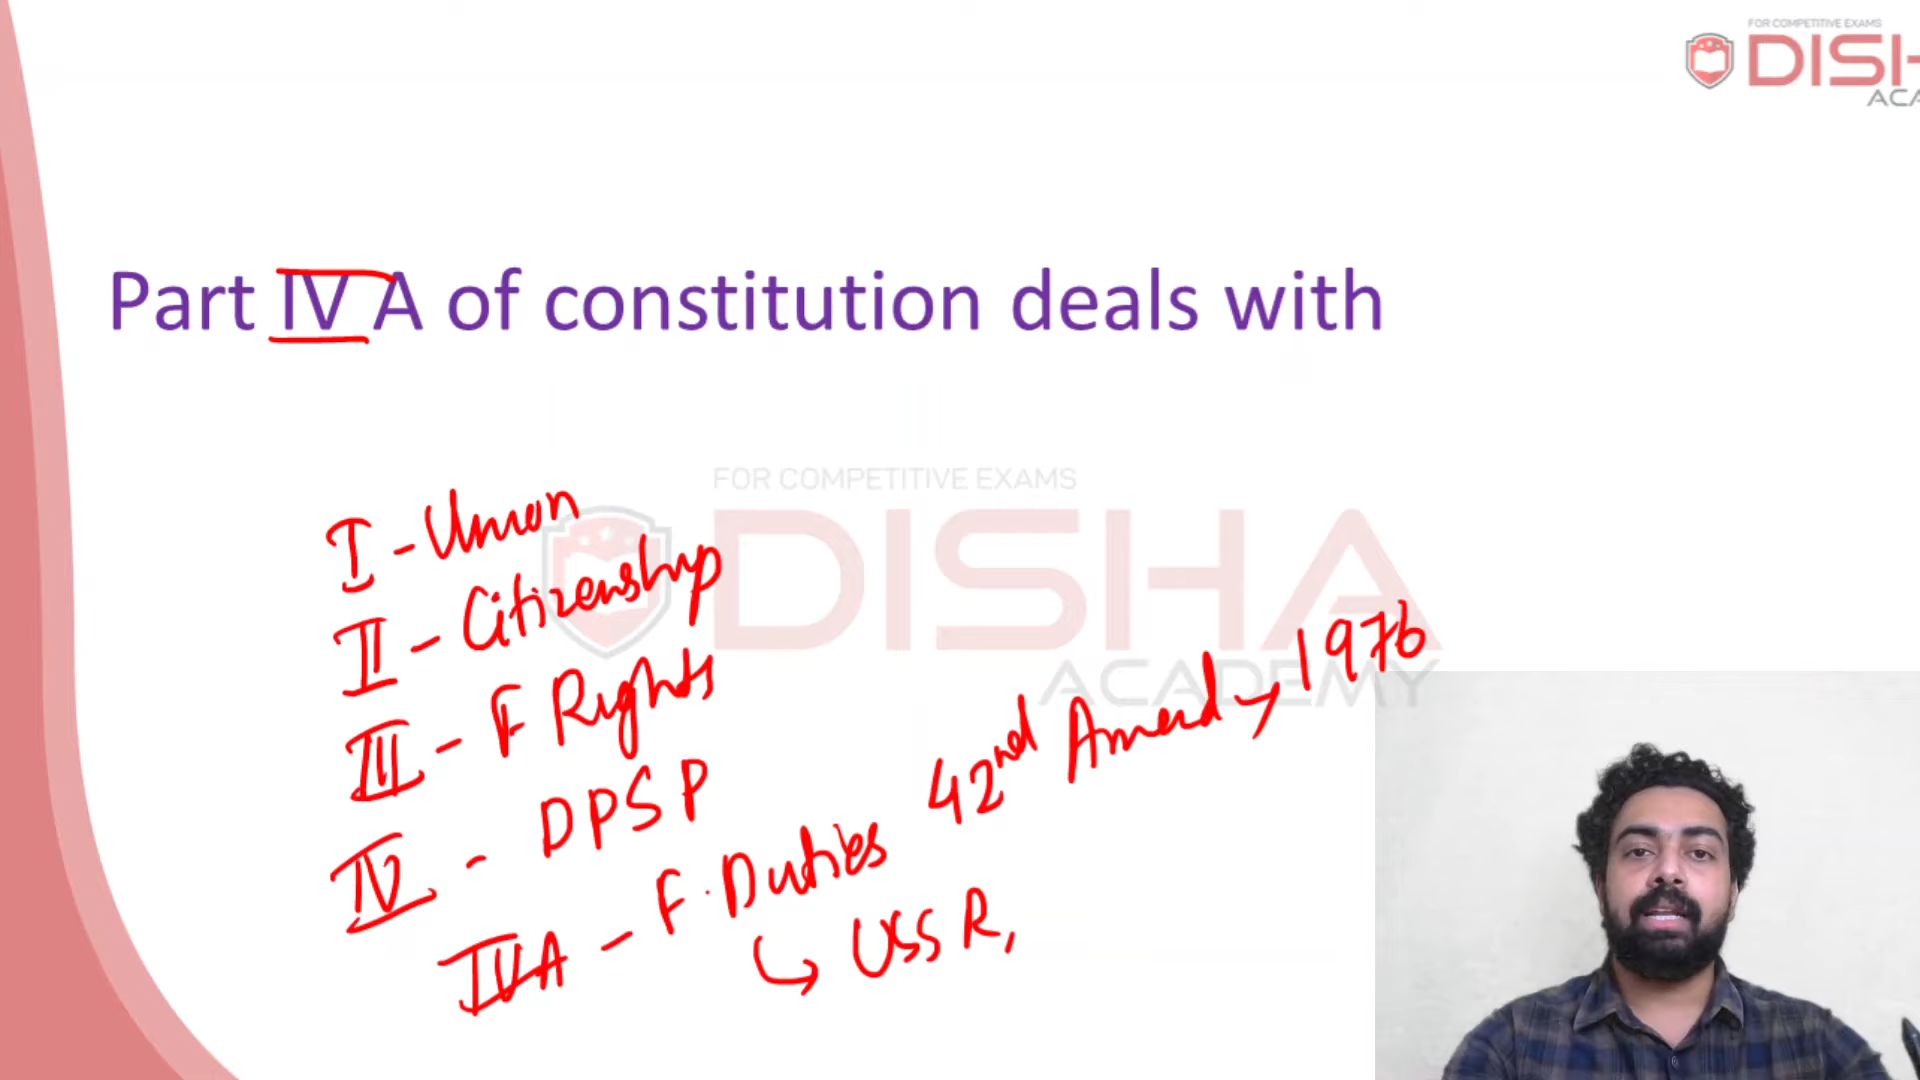 FOR COMPETITIVE EXAMS
DISH
ACA
Part IV A of constitution deals with
FOR COMPETITIVE EXAMS
DISHA
ACADEMY
I - Union
II - Citizenship
III - F Rights
IV - DPSP
IVA - F. Duties 42nd Amend → 1976
↳ USSR,